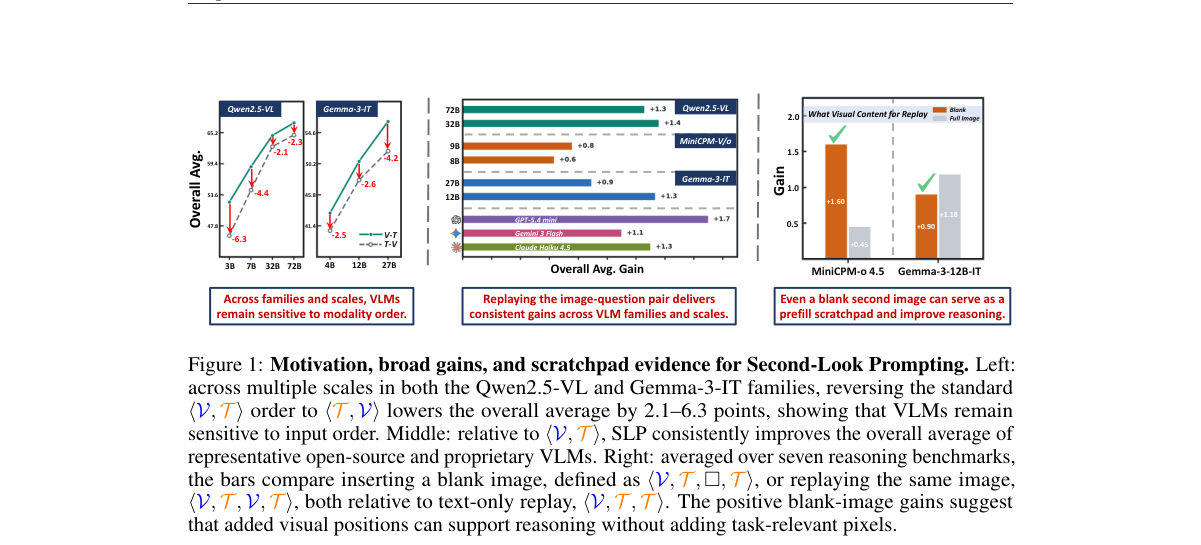 Qwen2.5-VL
Gemma-3-IT
Overall Avg.
65.2
59.4
53.6
47.8
-6.3
-4.4
-2.1
-2.3
3B 7B 32B 72B
54.6
50.2
45.8
41.4
-2.5
-2.6
-4.2
V-T
T-V
4B 12B 27B
Across families and scales, VLMs
remain sensitive to modality order.
72B +1.3 Qwen2.5-VL
32B +1.4
9B +0.8 MiniCPM-V/o
8B +0.6
27B +0.9 Gemma-3-IT
12B +1.3
GPT-5.4 mini +1.7
Gemini 3 Flash +1.1
Claude Haiku 4.5 +1.3
Overall Avg. Gain
Replaying the image-question pair delivers
consistent gains across VLM families and scales.
What Visual Content for Replay
Blank
Full Image
Gain
2.0
1.5
1.0
0.5
+1.60
+0.45
+0.90
+1.18
MiniCPM-o 4.5 Gemma-3-12B-IT
Even a blank second image can serve as a
prefill scratchpad and improve reasoning.
Figure 1: Motivation, broad gains, and scratchpad evidence for Second-Look Prompting. Left:
across multiple scales in both the Qwen2.5-VL and Gemma-3-IT families, reversing the standard
⟨𝒱, 𝒯⟩ order to ⟨𝒯, 𝒱⟩ lowers the overall average by 2.1–6.3 points, showing that VLMs remain
sensitive to input order. Middle: relative to ⟨𝒱, 𝒯⟩, SLP consistently improves the overall average of
representative open-source and proprietary VLMs. Right: averaged over seven reasoning benchmarks,
the bars compare inserting a blank image, defined as ⟨𝒱, 𝒯, □, 𝒯⟩, or replaying the same image,
⟨𝒱, 𝒯, 𝒱, 𝒯⟩, both relative to text-only replay, ⟨𝒱, 𝒯, 𝒯⟩. The positive blank-image gains suggest
that added visual positions can support reasoning without adding task-relevant pixels.